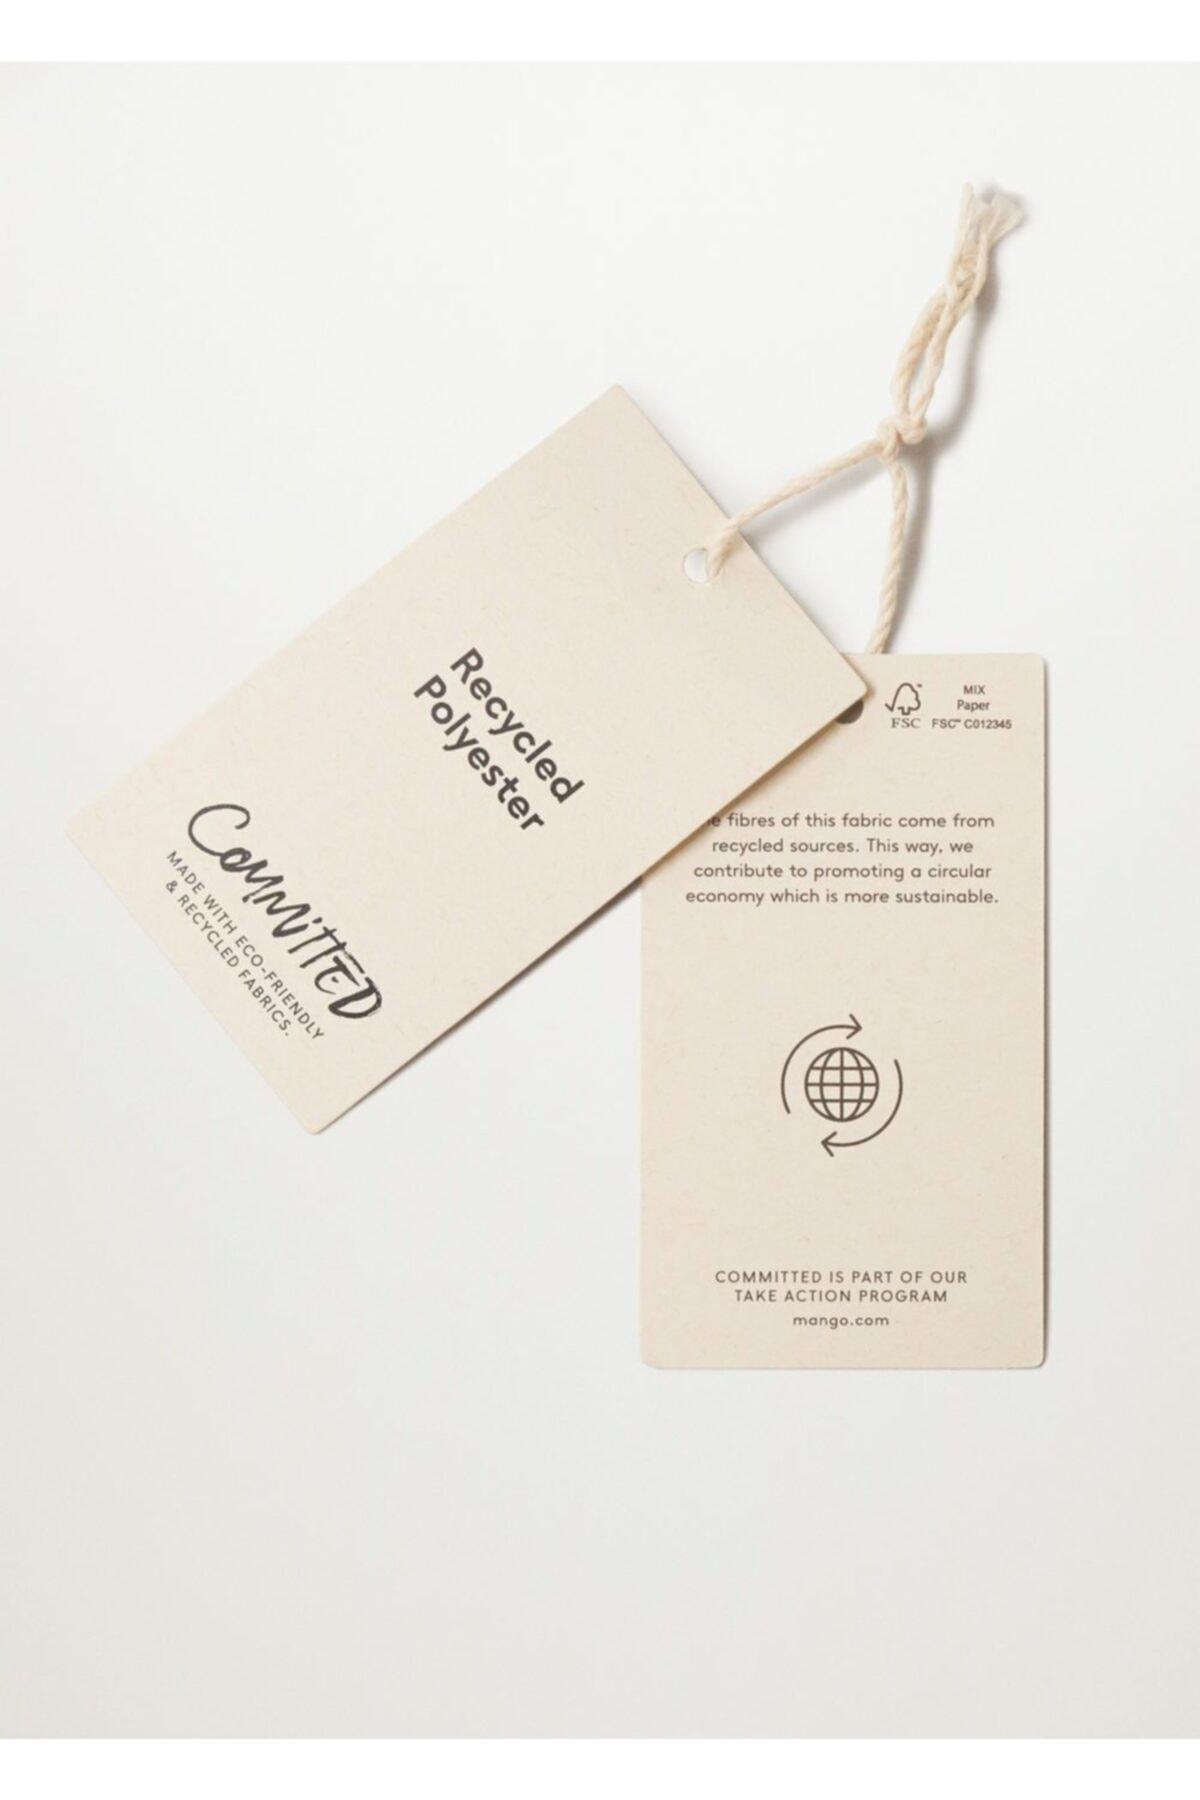 Recycled
Polyester
COMMITTED
MADE WITH ECO-FRIENDLY
& RECYCLED FABRICS.
FSC
MIX
Paper
FSC™ C012345
fibres of this fabric come from
recycled sources. This way, we
contribute to promoting a circular
economy which is more sustainable.
COMMITTED IS PART OF OUR
TAKE ACTION PROGRAM
mango.com